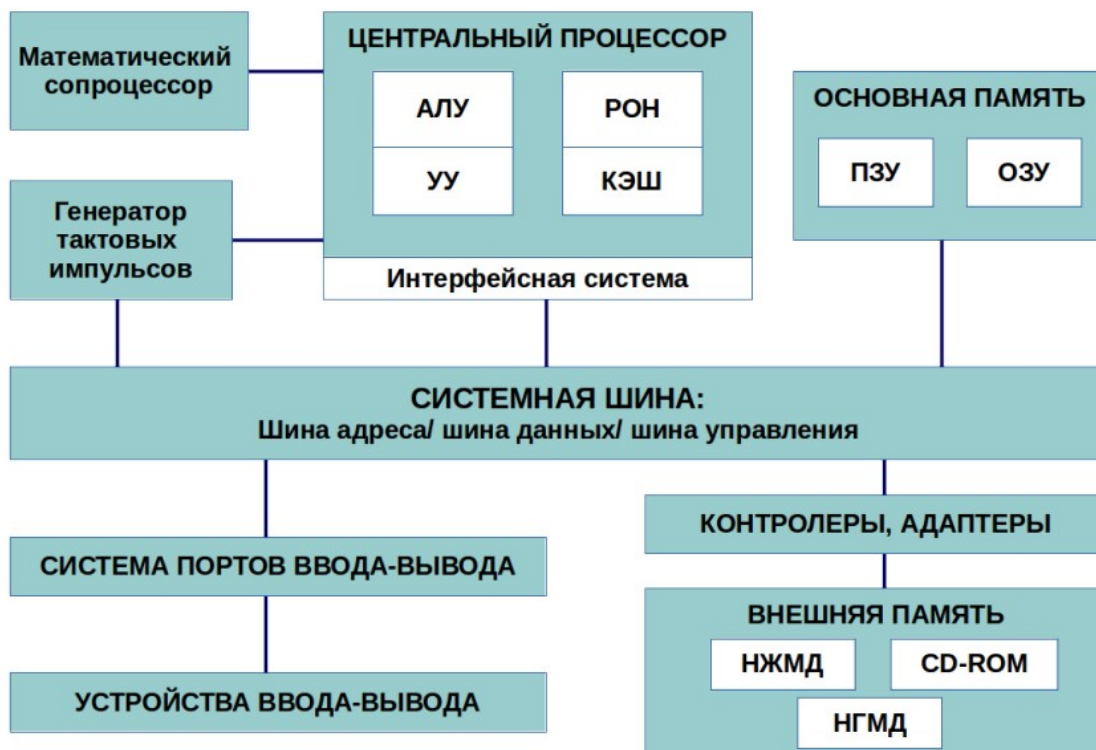 Математический
сопроцессор
ЦЕНТРАЛЬНЫЙ ПРОЦЕССОР
АЛУ
РОН
УУ
КЭШ
ОСНОВНАЯ ПАМЯТЬ
ПЗУ
ОЗУ
Генератор
тактовых
импульсов
Интерфейсная система
СИСТЕМНАЯ ШИНА:
Шина адреса/ шина данных/ шина управления
СИСТЕМА ПОРТОВ ВВОДА-ВЫВОДА
УСТРОЙСТВА ВВОДА-ВЫВОДА
КОНТРОЛЕРЫ, АДАПТЕРЫ
ВНЕШНЯЯ ПАМЯТЬ
НЖМД
CD-ROM
НГМД